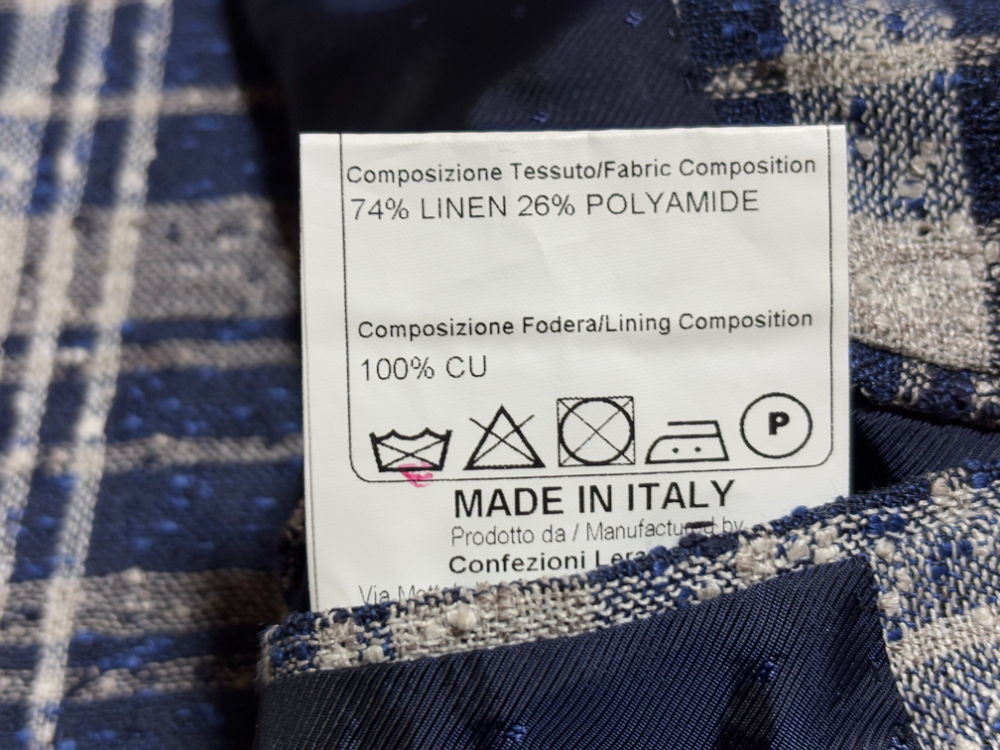 Composizione Tessuto/Fabric Composition
74% LINEN 26% POLYAMIDE
Composizione Fodera/Lining Composition
100% CU
P
MADE IN ITALY
Prodotto da / Manufactured by
Confezioni
Via